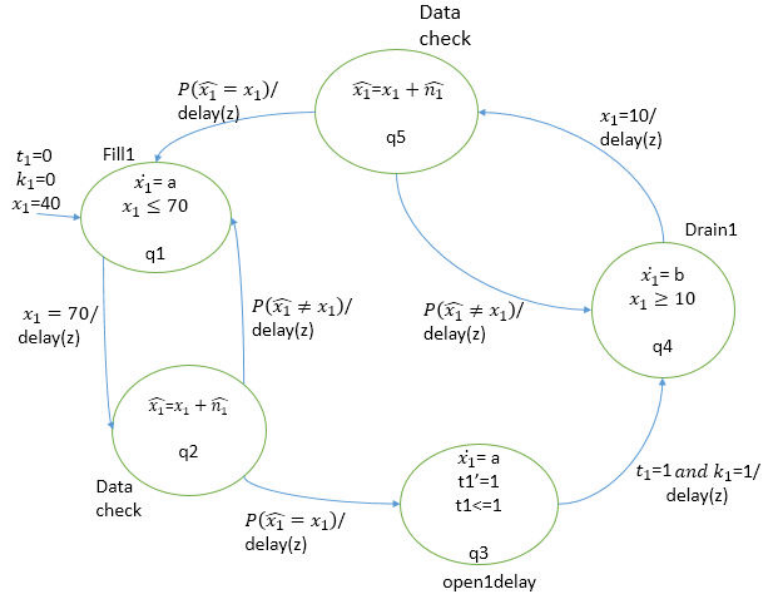 Data
check
P(x̂₁ = x₁)/
delay(z)
x̂₁=x₁ + n̂₁
q5
x₁=10/
delay(z)
t₁=0
k₁=0
x₁=40
Fill1
ẋ₁= a
x₁ ≤ 70
q1
Drain1
ẋ₁= b
x₁ ≥ 10
q4
x₁ = 70/
delay(z)
P(x̂₁ ≠ x₁)/
delay(z)
P(x̂₁ ≠ x₁)/
delay(z)
x̂₁=x₁ + n̂₁
q2
Data
check
P(x̂₁ = x₁)/
delay(z)
ẋ₁= a
t1’=1
t1<=1
q3
open1delay
t₁=1 and k₁=1/
delay(z)